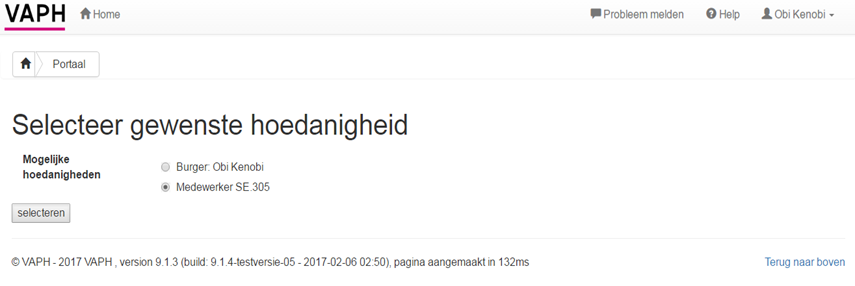 VAPH Home Probleem melden Help Obi Kenobi
Portaal
Selecteer gewenste hoedanigheid
Mogelijke hoedanigheden
Burger: Obi Kenobi
Medewerker SE.305
selecteren
© VAPH - 2017 VAPH , version 9.1.3 (build: 9.1.4-testversie-05 - 2017-02-06 02:50), pagina aangemaakt in 132ms Terug naar boven